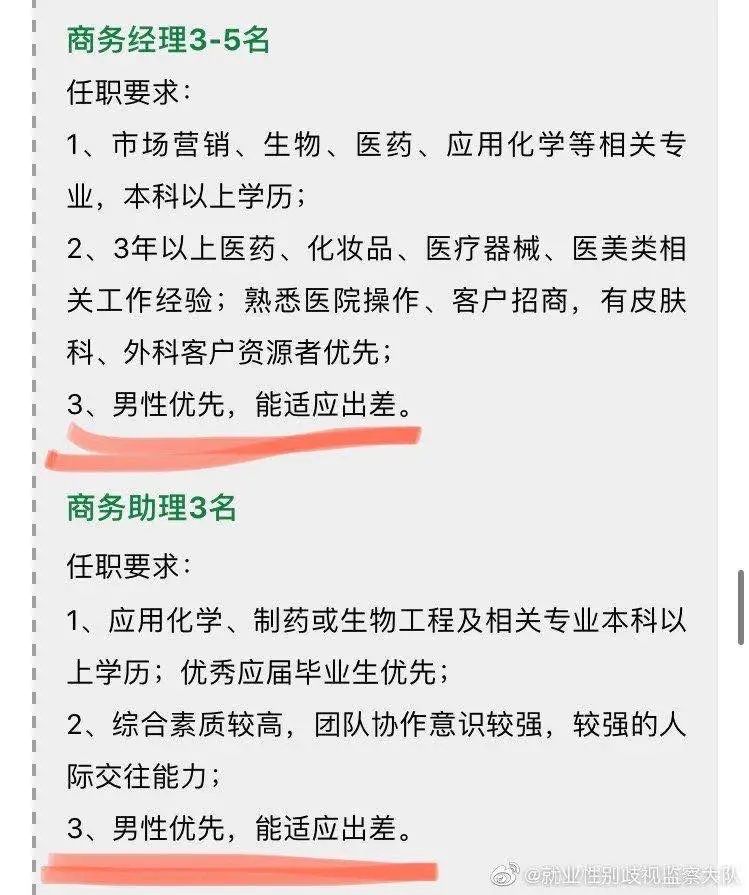 商务经理3-5名
任职要求：
1、市场营销、生物、医药、应用化学等相关专
业，本科以上学历；
2、3年以上医药、化妆品、医疗器械、医美类相
关工作经验；熟悉医院操作、客户招商，有皮肤
科、外科客户资源者优先；
3、男性优先，能适应出差。
商务助理3名
任职要求：
1、应用化学、制药或生物工程及相关专业本科以
上学历；优秀应届毕业生优先；
2、综合素质较高，团队协作意识较强，较强的人
际交往能力；
3、男性优先，能适应出差。
@就业性别歧视监察大队